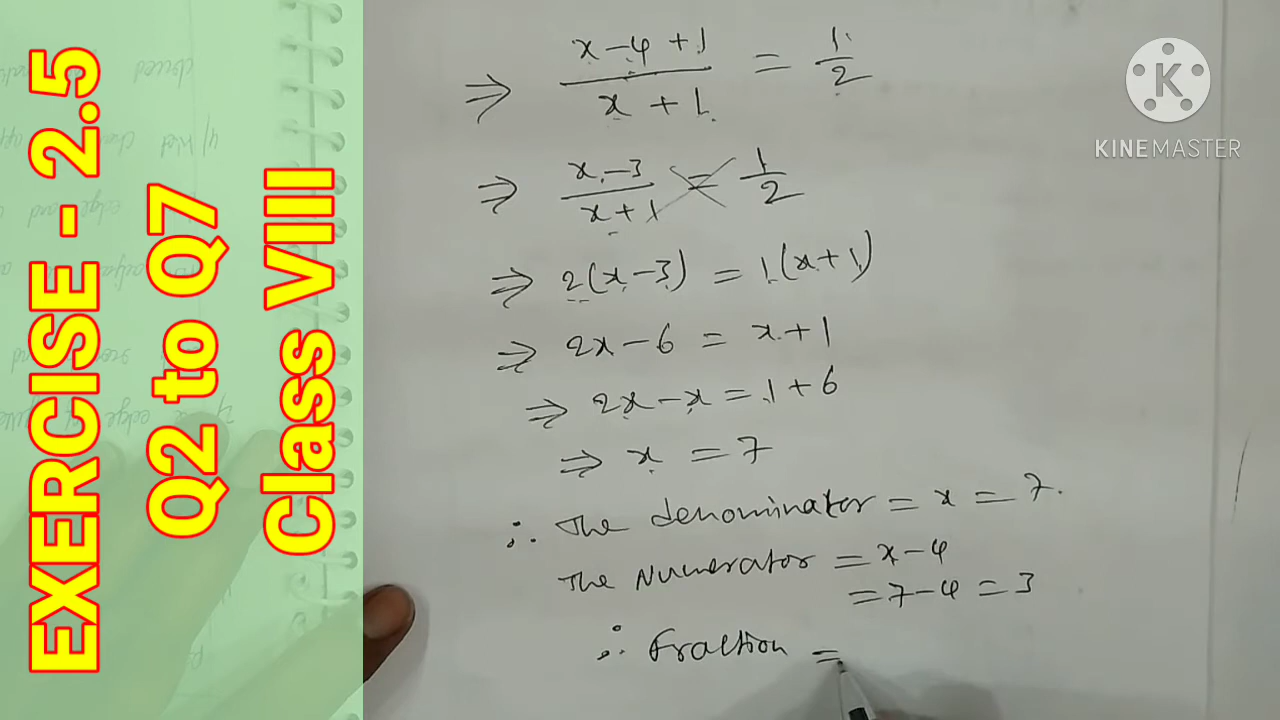 EXERCISE - 2.5
Q2 to Q7
Class VIII
K
KINEMASTER
⇒ (x-4+1)/(x+1) = 1/2
⇒ (x-3)/(x+1) = 1/2
⇒ 2(x-3) = 1(x+1)
⇒ 2x-6 = x+1
⇒ 2x-x = 1+6
⇒ x = 7
∴ The denominator = x = 7.
The Numerator = x-4
= 7-4 = 3
∴ Fraction =